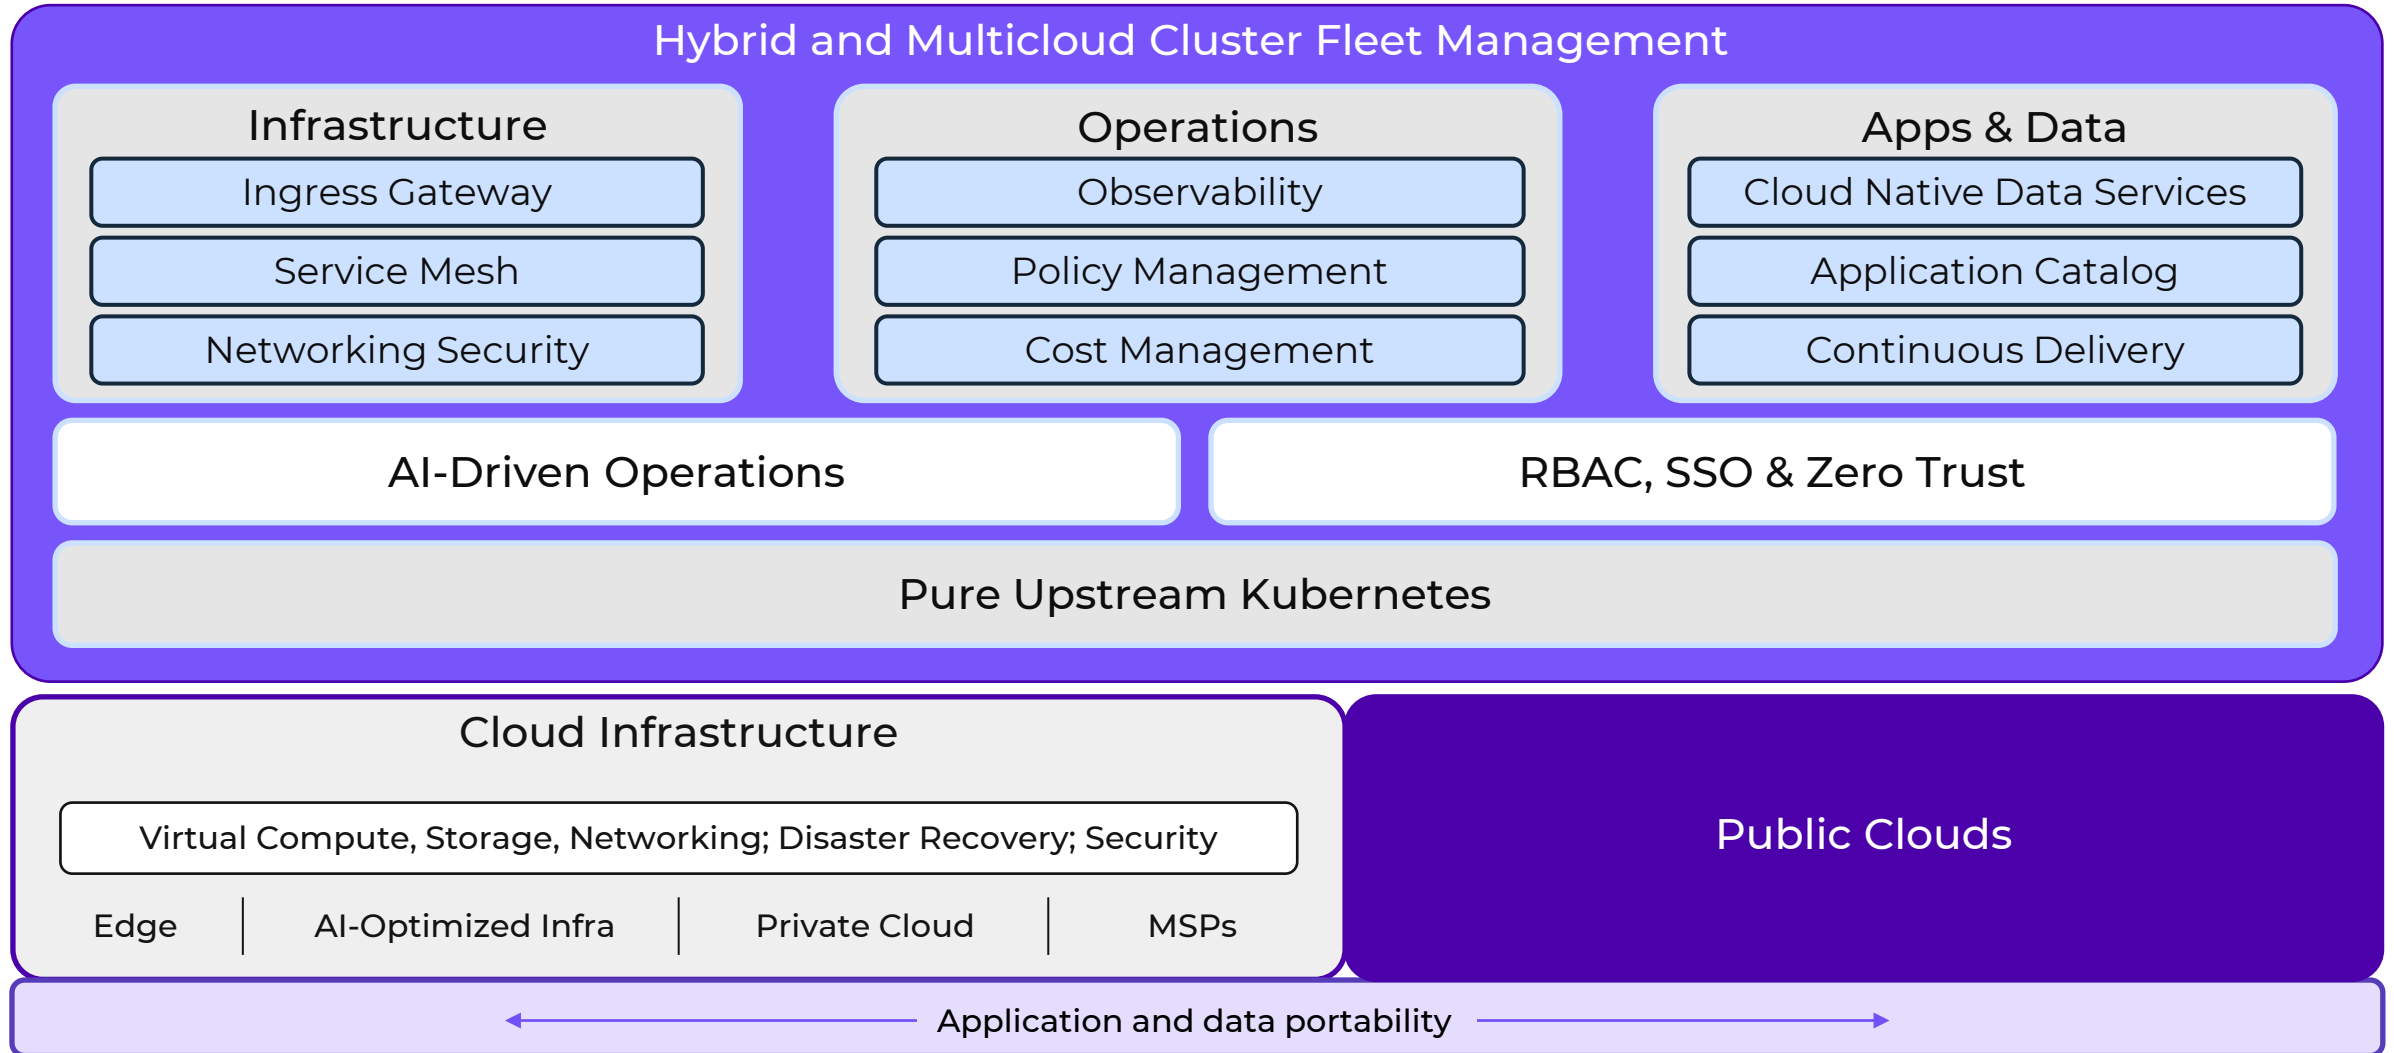 Hybrid and Multicloud Cluster Fleet Management
Infrastructure
Ingress Gateway
Service Mesh
Networking Security
Operations
Observability
Policy Management
Cost Management
Apps & Data
Cloud Native Data Services
Application Catalog
Continuous Delivery
AI-Driven Operations
RBAC, SSO & Zero Trust
Pure Upstream Kubernetes
Cloud Infrastructure
Virtual Compute, Storage, Networking; Disaster Recovery; Security
Edge
AI-Optimized Infra
Private Cloud
MSPs
Public Clouds
Application and data portability